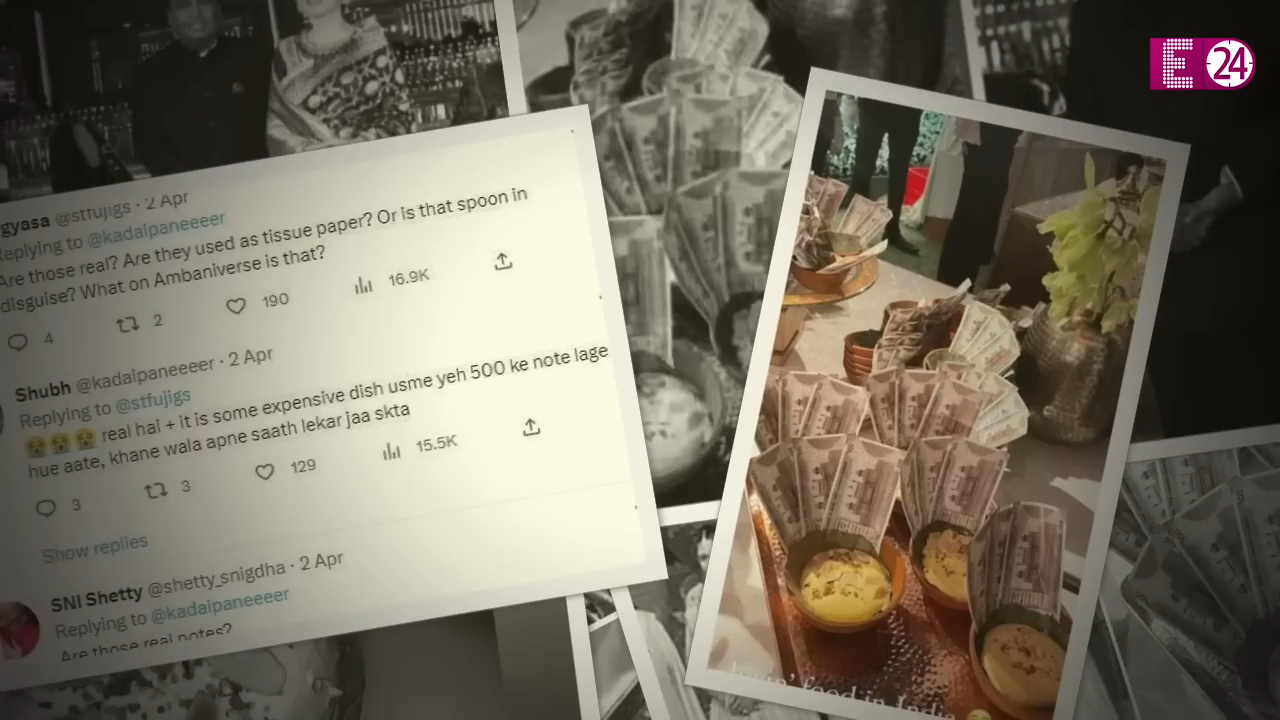 E 24
gyasa @stfujigs · 2 Apr
eplying to @kadaipaneeeer
Are those real? Are they used as tissue paper? Or is that spoon in
disguise? What on Ambaniverse is that?
4 2 190 16.9K
Shubh @kadaipaneeeer · 2 Apr
Replying to @stfujigs
😭😭😭 real hai + it is some expensive dish usme yeh 500 ke note lage
hue aate, khane wala apne saath lekar jaa skta
3 3 129 15.5K
Show replies
SNI Shetty @shetty_snigdha · 2 Apr
Replying to @kadaipaneeeer
Are those real notes?
food in